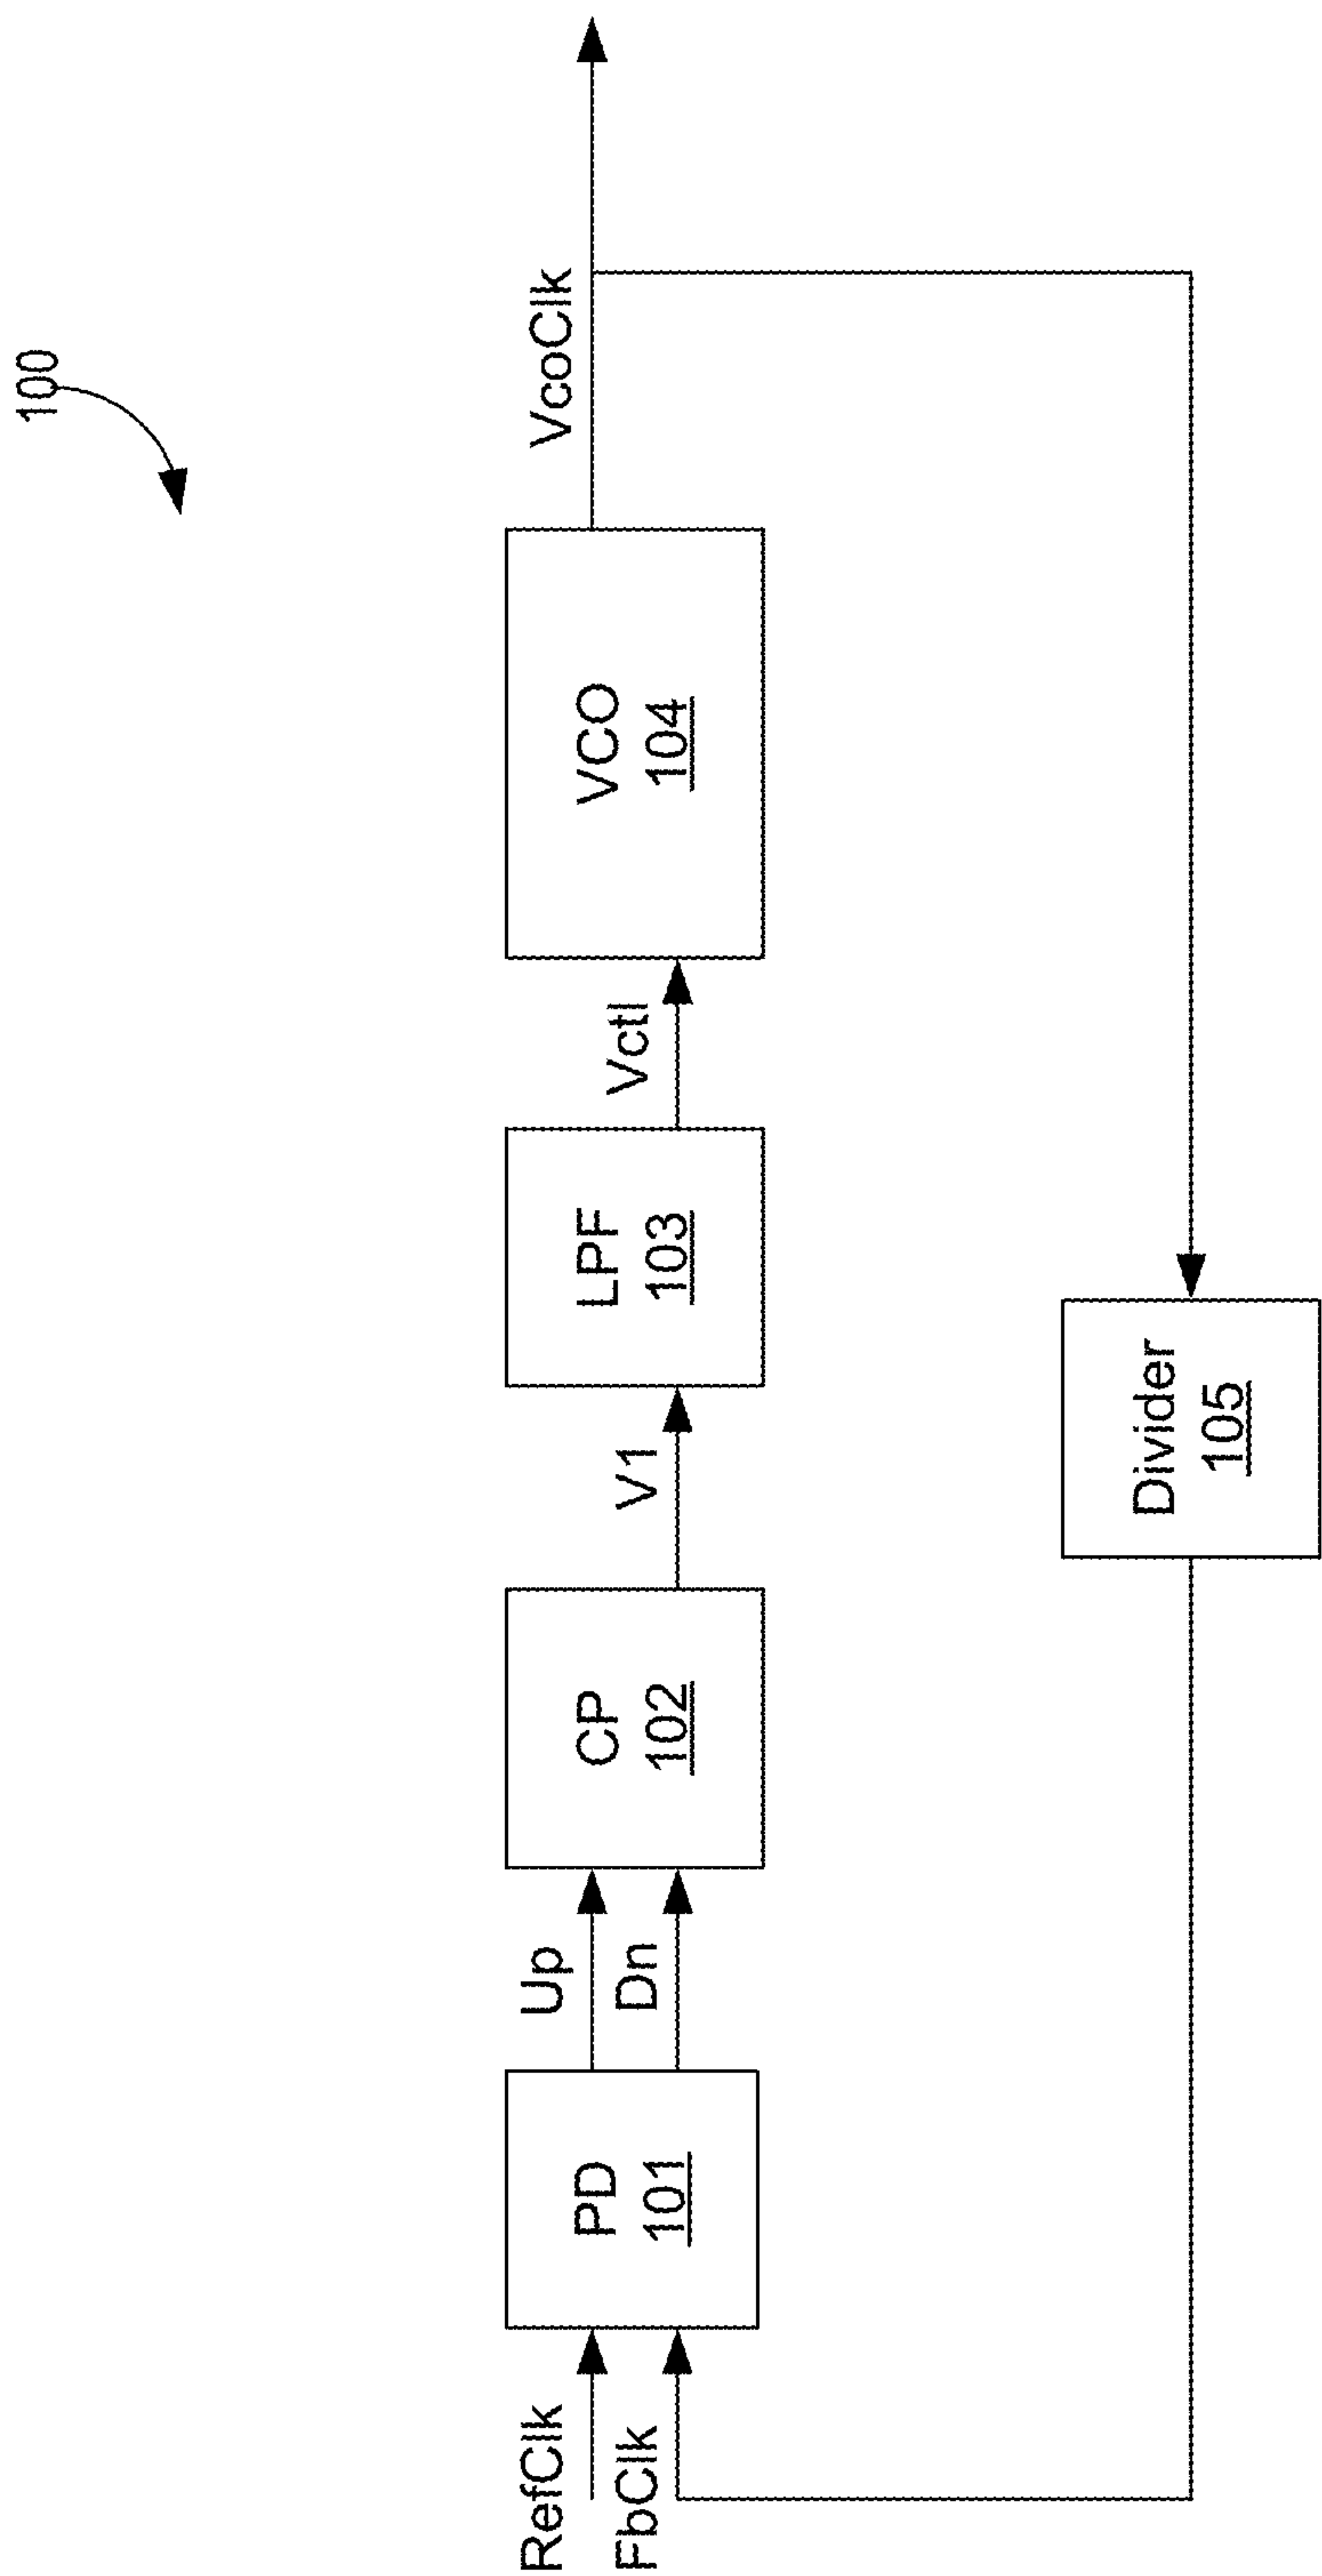 100
RefClk
FbClk
PD
101
Up
Dn
CP
102
V1
LPF
103
Vctl
VCO
104
VcoClk
Divider
105